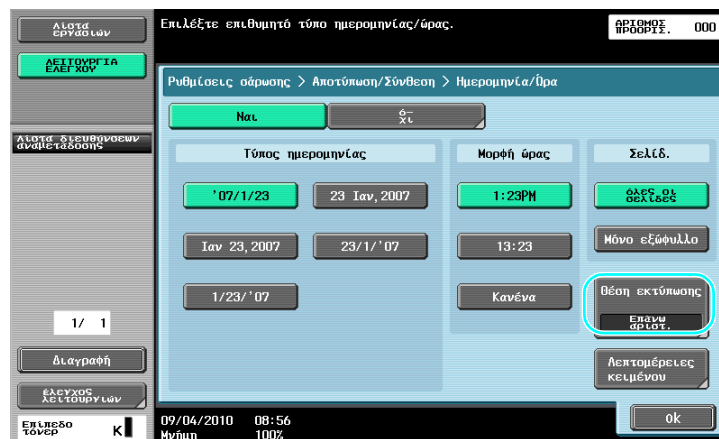 Λίστα
εργασιών
ΛΕΙΤΟΥΡΓΙΑ
ΕΛΕΓΧΟΥ
Λίστα διευθύνσεων
αναμετάδοσης
1/ 1
Διαγραφή
έλεγχος
λειτουργιών
Επίπεδο
τόνερ
K
Επιλέξτε επιθυμητό τύπο ημερομηνίας/ώρας.
ΑΡΙΘΜΟΣ
ΠΡΟΟΡΙΣ.
000
Ρυθμίσεις σάρωσης > Αποτύπωση/Σύνθεση > Ημερομηνία/Ώρα
Ναι
ό-
χι
Τύπος ημερομηνίας
Μορφή ώρας
Σελίδ.
'07/1/23
23 Ιαν,2007
1:23PM
όλες οι
σελίδες
Ιαν 23,2007
23/1/'07
13:23
Μόνο εξώφυλλο
1/23/'07
Κανένα
θέση εκτύπωσης
Επάνω
αριστ.
Λεπτομέρειες
κειμένου
09/04/2010 08:56
Μνήμη 100%
Ok